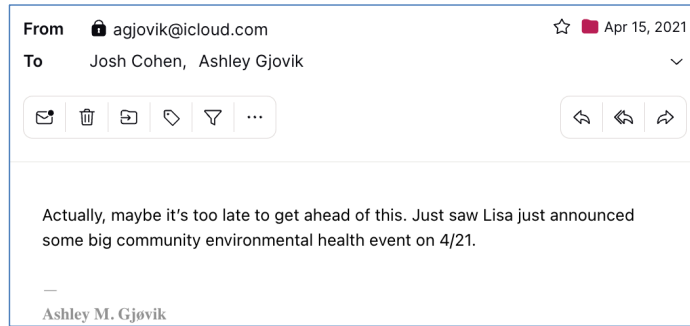 From agjovik@icloud.com Apr 15, 2021
To Josh Cohen, Ashley Gjovik
Actually, maybe it's too late to get ahead of this. Just saw Lisa just announced
some big community environmental health event on 4/21.
—
Ashley M. Gjøvik